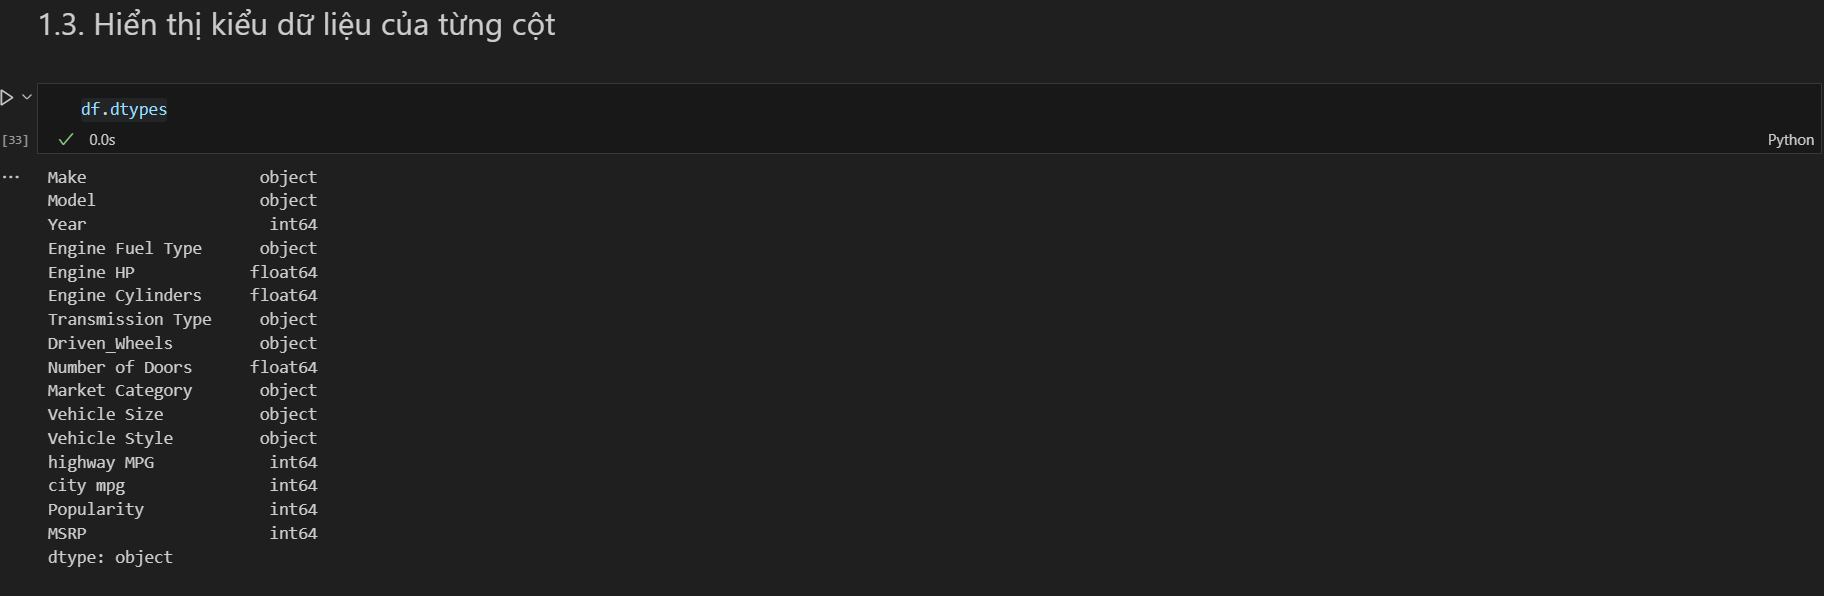 1.3. Hiển thị kiểu dữ liệu của từng cột
df.dtypes
[33]
0.0s
Python
Make object
Model object
Year int64
Engine Fuel Type object
Engine HP float64
Engine Cylinders float64
Transmission Type object
Driven_Wheels object
Number of Doors float64
Market Category object
Vehicle Size object
Vehicle Style object
highway MPG int64
city mpg int64
Popularity int64
MSRP int64
dtype: object